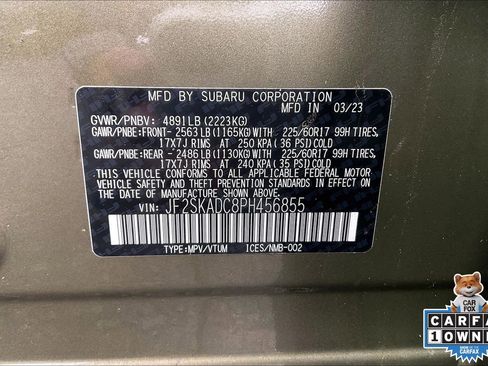 MFD BY SUBARU CORPORATION
MFD IN 03/23
GVWR/PNBV: 4891LB (2223KG)
GAWR/PNBE:FRONT- 2563LB (1165KG)WITH 225/60R17 99H TIRES,
17X7J RIMS AT 250 KPA ( 36 PSI) COLD
GAWR/PNBE:REAR - 2486LB (1130KG)WITH 225/60R17 99H TIRES,
17X7J RIMS AT 240 KPA ( 35 PSI) COLD
THIS VEHICLE CONFORMS TO ALL APPLICABLE FEDERAL MOTOR
VEHICLE SAFETY AND THEFT PREVENTION STANDARDS IN EFFECT
ON THE DATE OF MANUFACTURE SHOWN ABOVE.
VIN: JF2SKADC8PH456855
TYPE:MPV/VTUM ICES/NMB-002
CAR
FOX
CARFA
1 OWNE
CARFAX